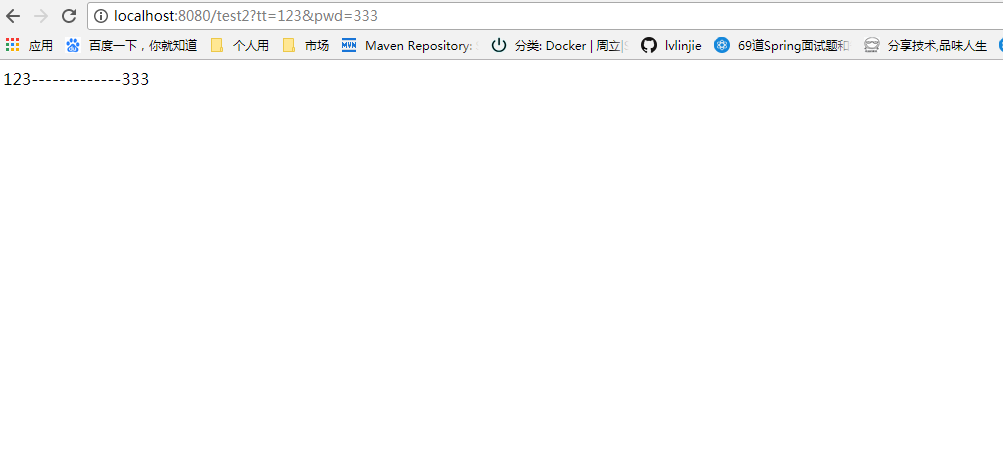 localhost:8080/test2?tt=123&pwd=333
应用 百度一下，你就知道 个人用 市场 MVN Maven Repository: 分类: Docker | 周立| lvlinjie 69道Spring面试题和 分享技术,品味人生
123-------------333